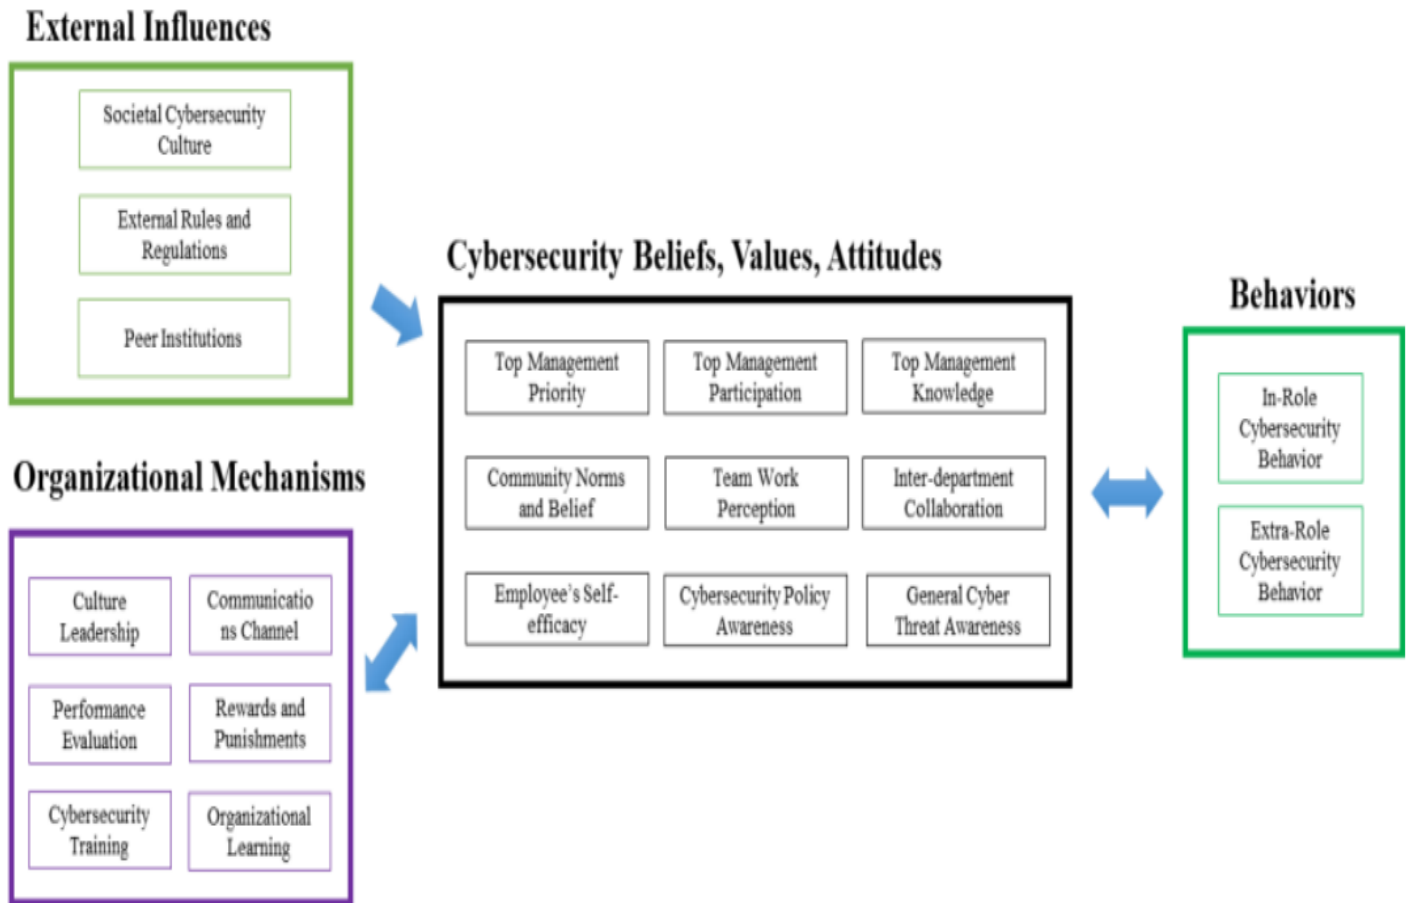 External Influences
Societal Cybersecurity
Culture
External Rules and
Regulations
Peer Institutions
Organizational Mechanisms
Culture
Leadership
Communicatio
ns Channel
Performance
Evaluation
Rewards and
Punishments
Cybersecurity
Training
Organizational
Learning
Cybersecurity Beliefs, Values, Attitudes
Top Management
Priority
Top Management
Participation
Top Management
Knowledge
Community Norms
and Belief
Team Work
Perception
Inter-department
Collaboration
Employee’s Self-
efficacy
Cybersecurity Policy
Awareness
General Cyber
Threat Awareness
Behaviors
In-Role
Cybersecurity
Behavior
Extra-Role
Cybersecurity
Behavior